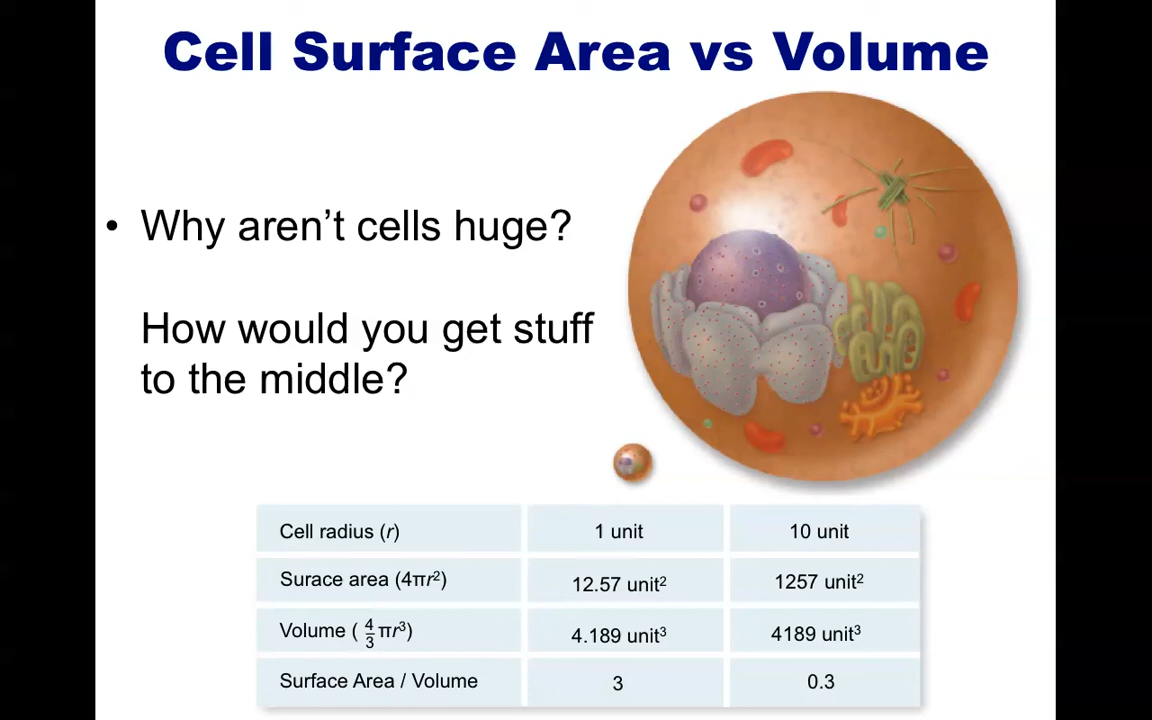 Cell Surface Area vs Volume
• Why aren’t cells huge?
How would you get stuff
to the middle?
Cell radius (r) 1 unit 10 unit
Surace area (4πr²) 12.57 unit² 1257 unit²
Volume ( 4/3 πr³) 4.189 unit³ 4189 unit³
Surface Area / Volume 3 0.3